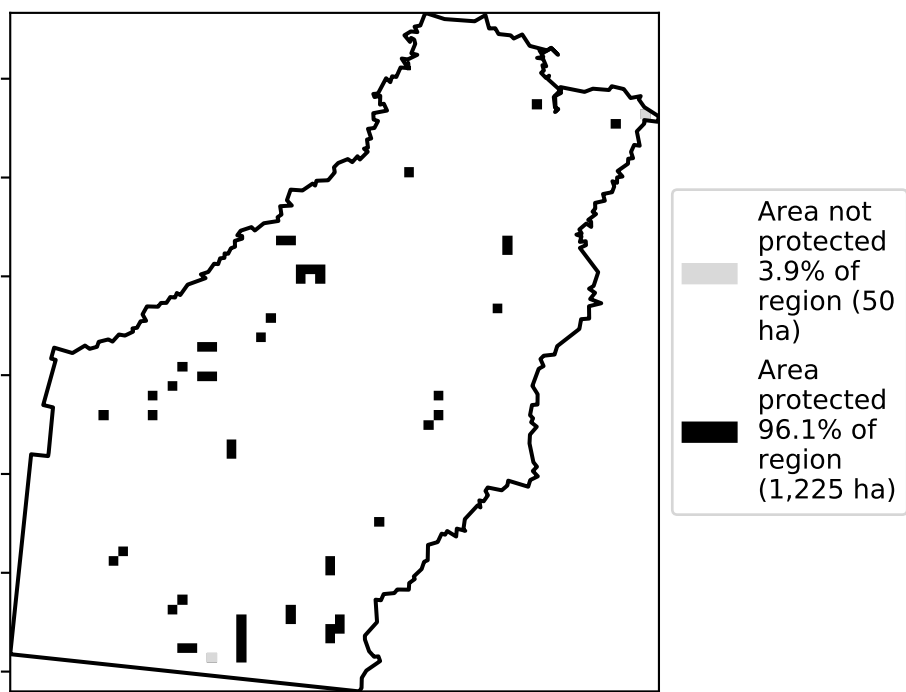 Area not
protected
3.9% of
region (50
ha)
Area
protected
96.1% of
region
(1,225 ha)